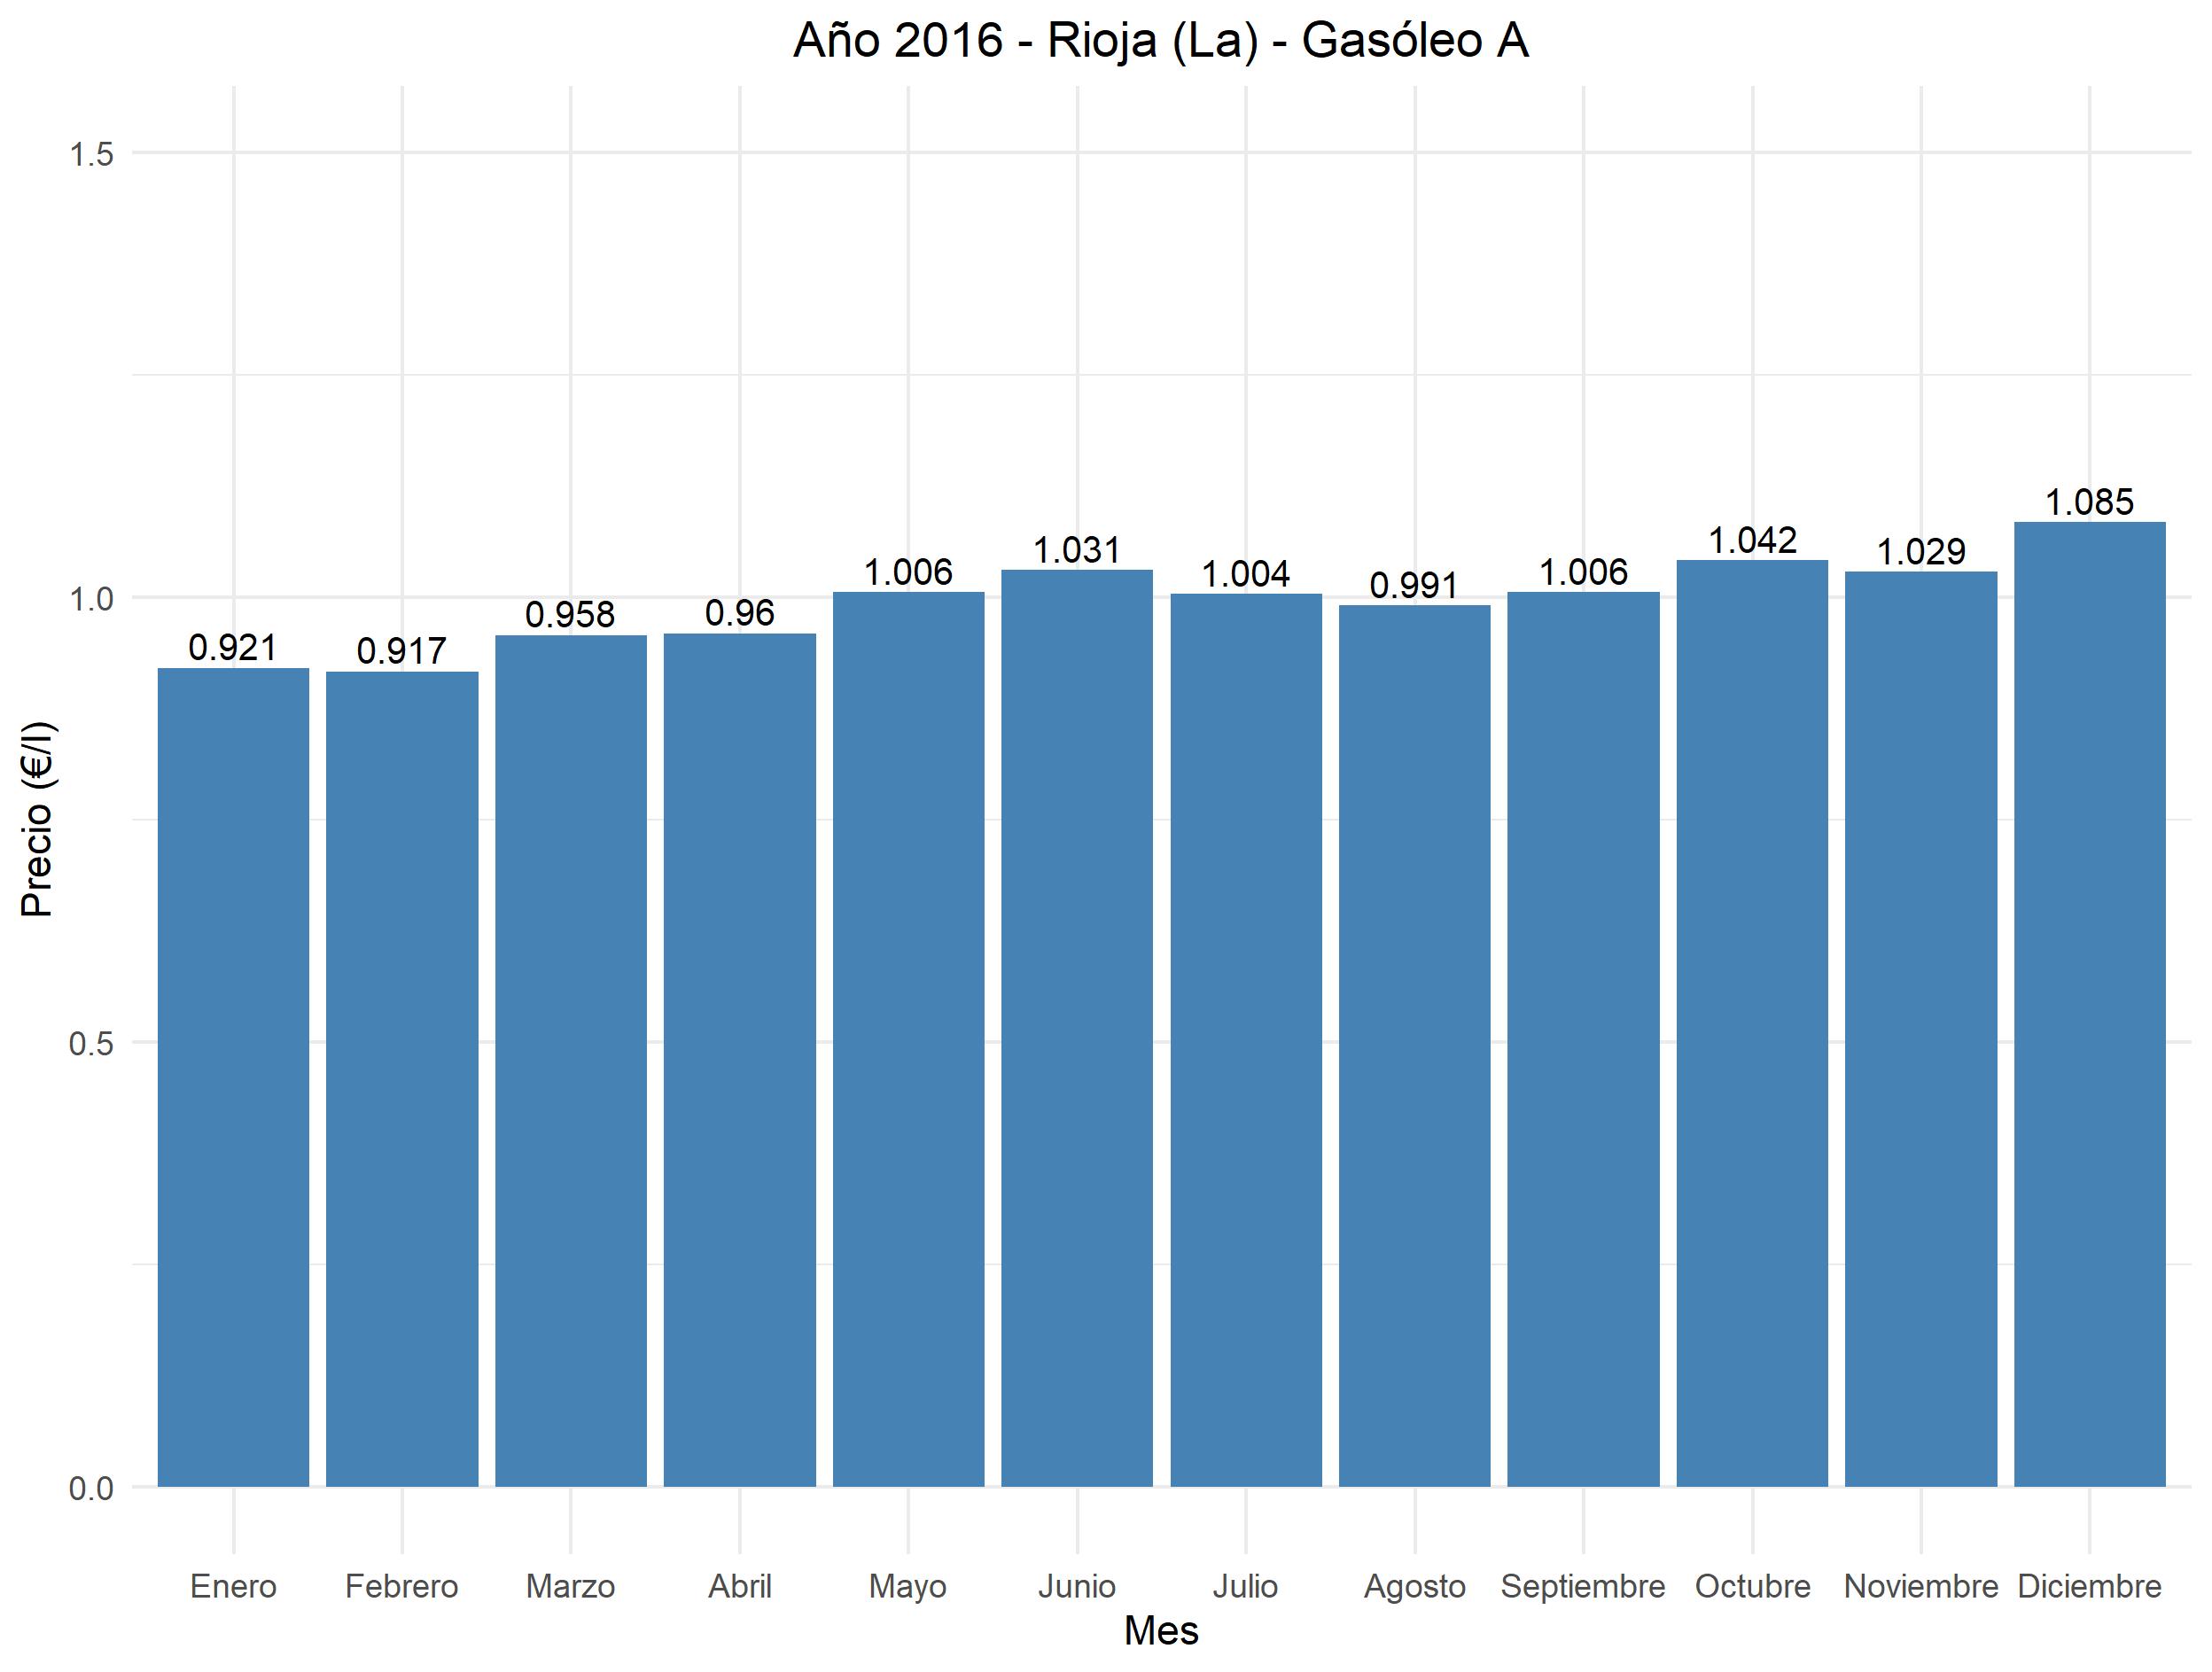 Año 2016 - Rioja (La) - Gasóleo A
Precio (€/l)
1.5
1.0
0.5
0.0
0.921
0.917
0.958
0.96
1.006
1.031
1.004
0.991
1.006
1.042
1.029
1.085
Enero
Febrero
Marzo
Abril
Mayo
Junio
Julio
Agosto
Septiembre
Octubre
Noviembre
Diciembre
Mes